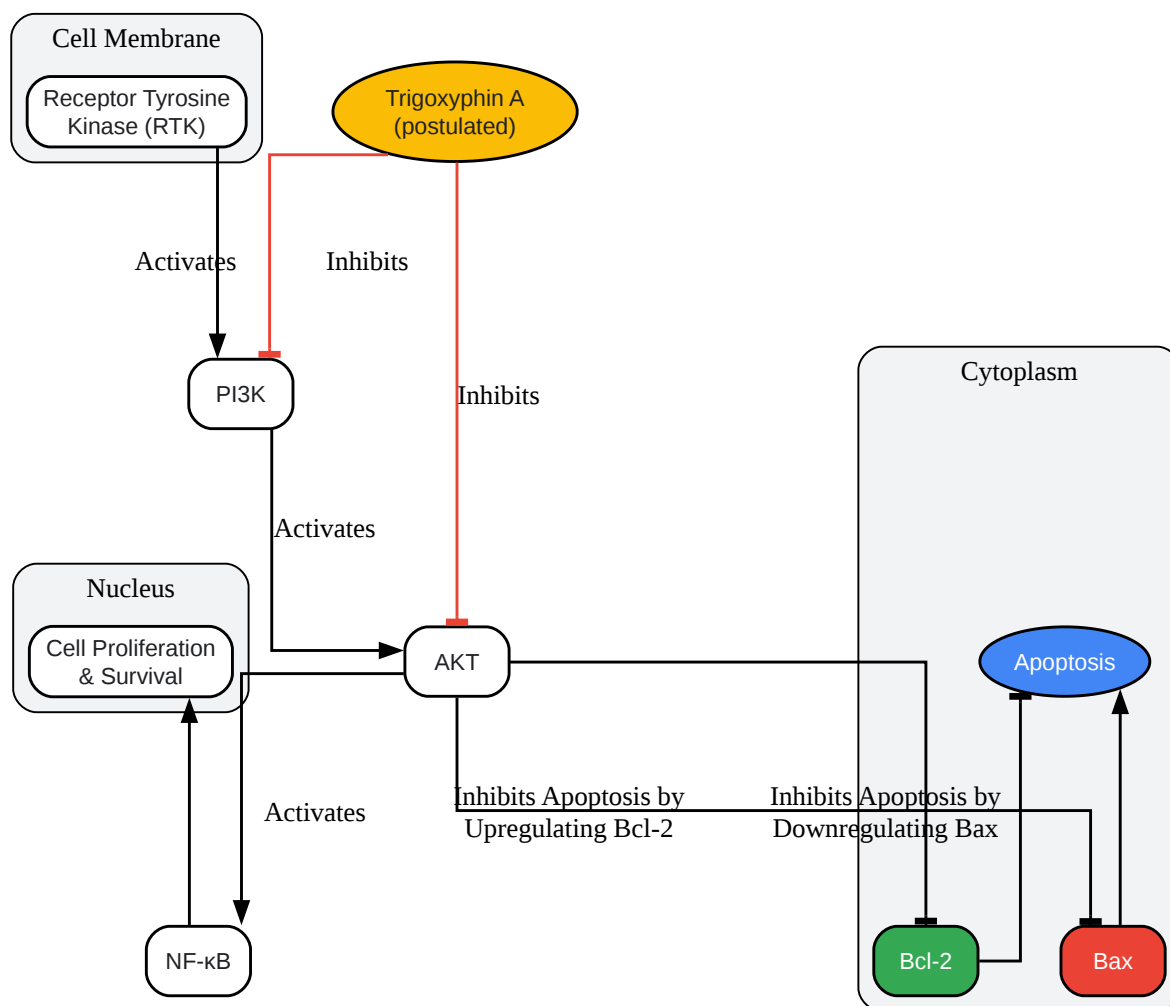 Cell Membrane
Receptor Tyrosine
Kinase (RTK)
Trigoxyphin A
(postulated)
Activates
Inhibits
PI3K
Inhibits
Cytoplasm
Activates
Nucleus
Cell Proliferation
& Survival
AKT
Apoptosis
Activates
Inhibits Apoptosis by
Upregulating Bcl-2
Inhibits Apoptosis by
Downregulating Bax
NF-κB
Bcl-2
Bax